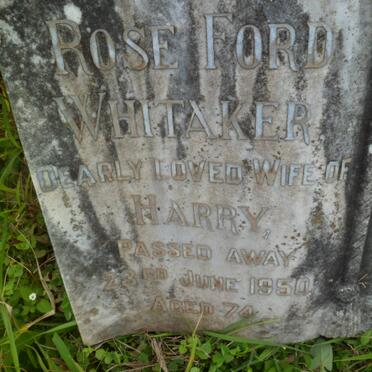 ROSE FORD
WHITAKER
DEARLY LOVED WIFE OF
HARRY,
PASSED AWAY
23RD JUNE 1950
AGED 74